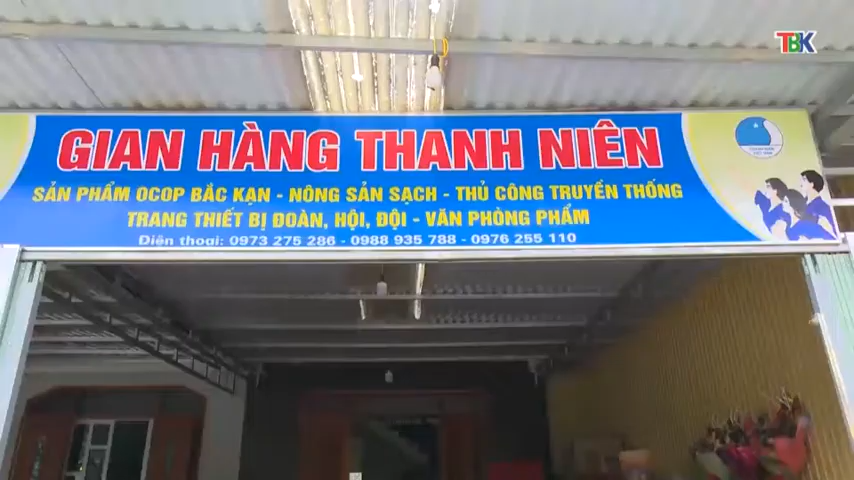 TBK
GIAN HÀNG THANH NIÊN
SẢN PHẨM OCOP BẮC KẠN - NÔNG SẢN SẠCH - THỦ CÔNG TRUYỀN THỐNG
TRANG THIẾT BỊ ĐOÀN, HỘI, ĐỘI - VĂN PHÒNG PHẨM
Điện thoại: 0973 275 286 - 0988 935 788 - 0976 255 110